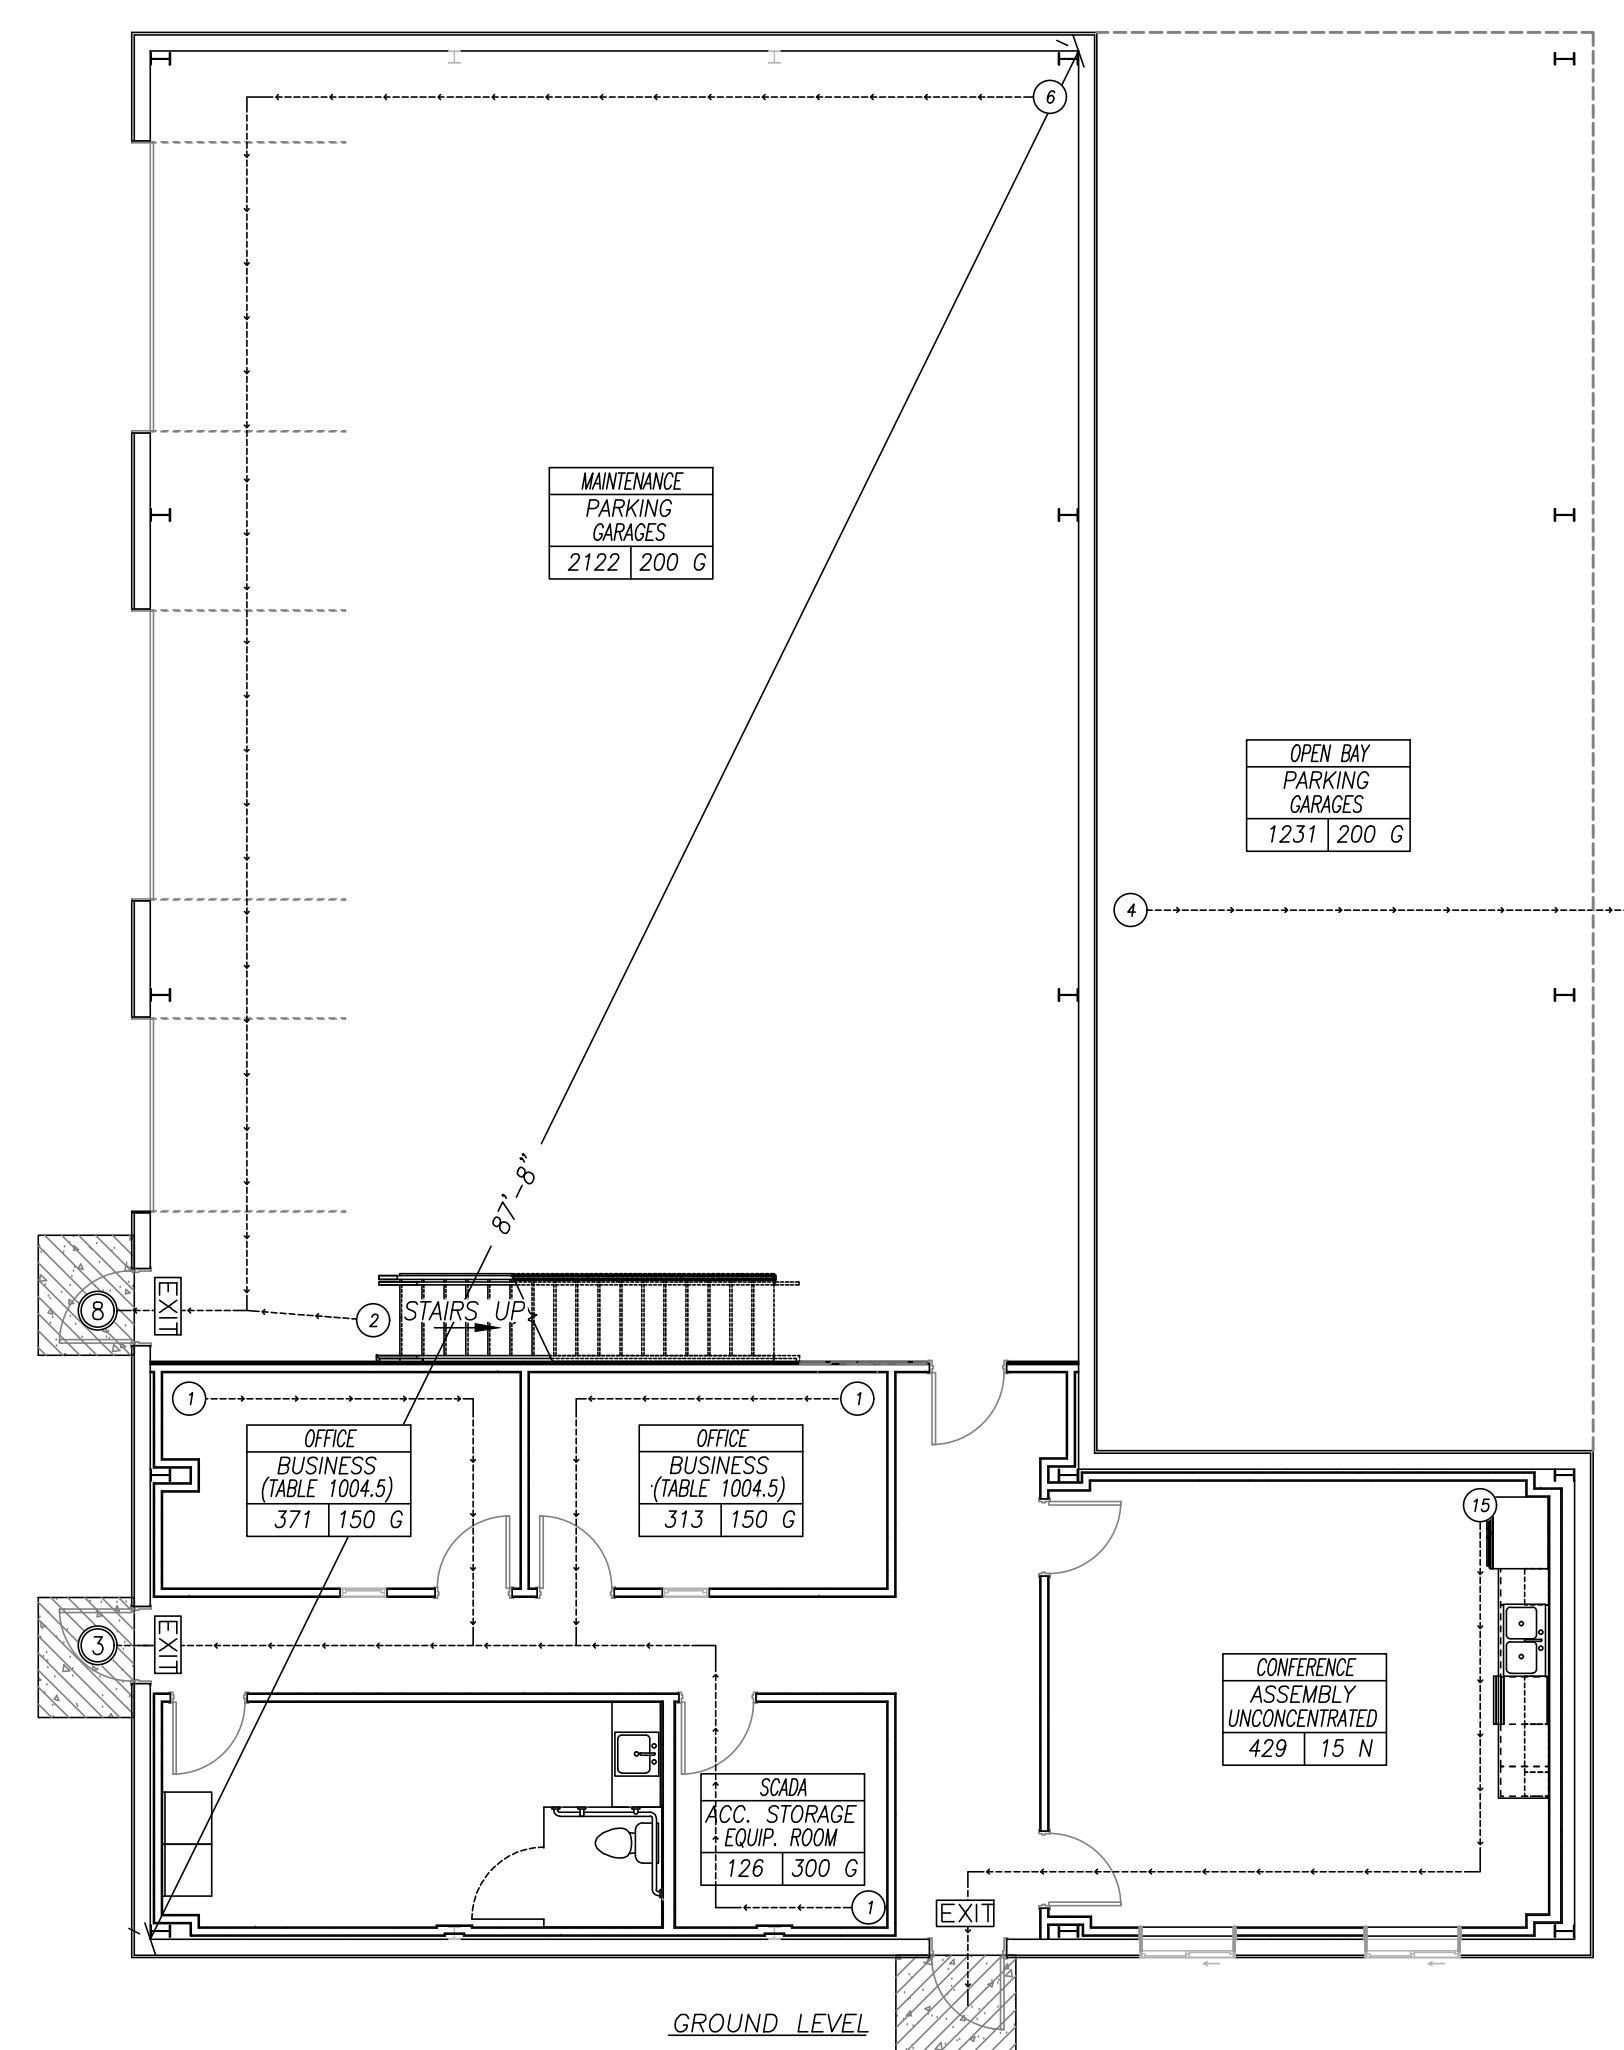 6
MAINTENANCE
PARKING
GARAGES
2122 200 G
OPEN BAY
PARKING
GARAGES
1231 200 G
4
87'-8"
EXIT
8
2
STAIRS UP
1
1
OFFICE
BUSINESS
(TABLE 1004.5)
371 150 G
OFFICE
BUSINESS
(TABLE 1004.5)
313 150 G
15
EXIT
3
CONFERENCE
ASSEMBLY
UNCONCENTRATED
429 15 N
SCADA
ACC. STORAGE
EQUIP. ROOM
126 300 G
1
EXIT
GROUND LEVEL